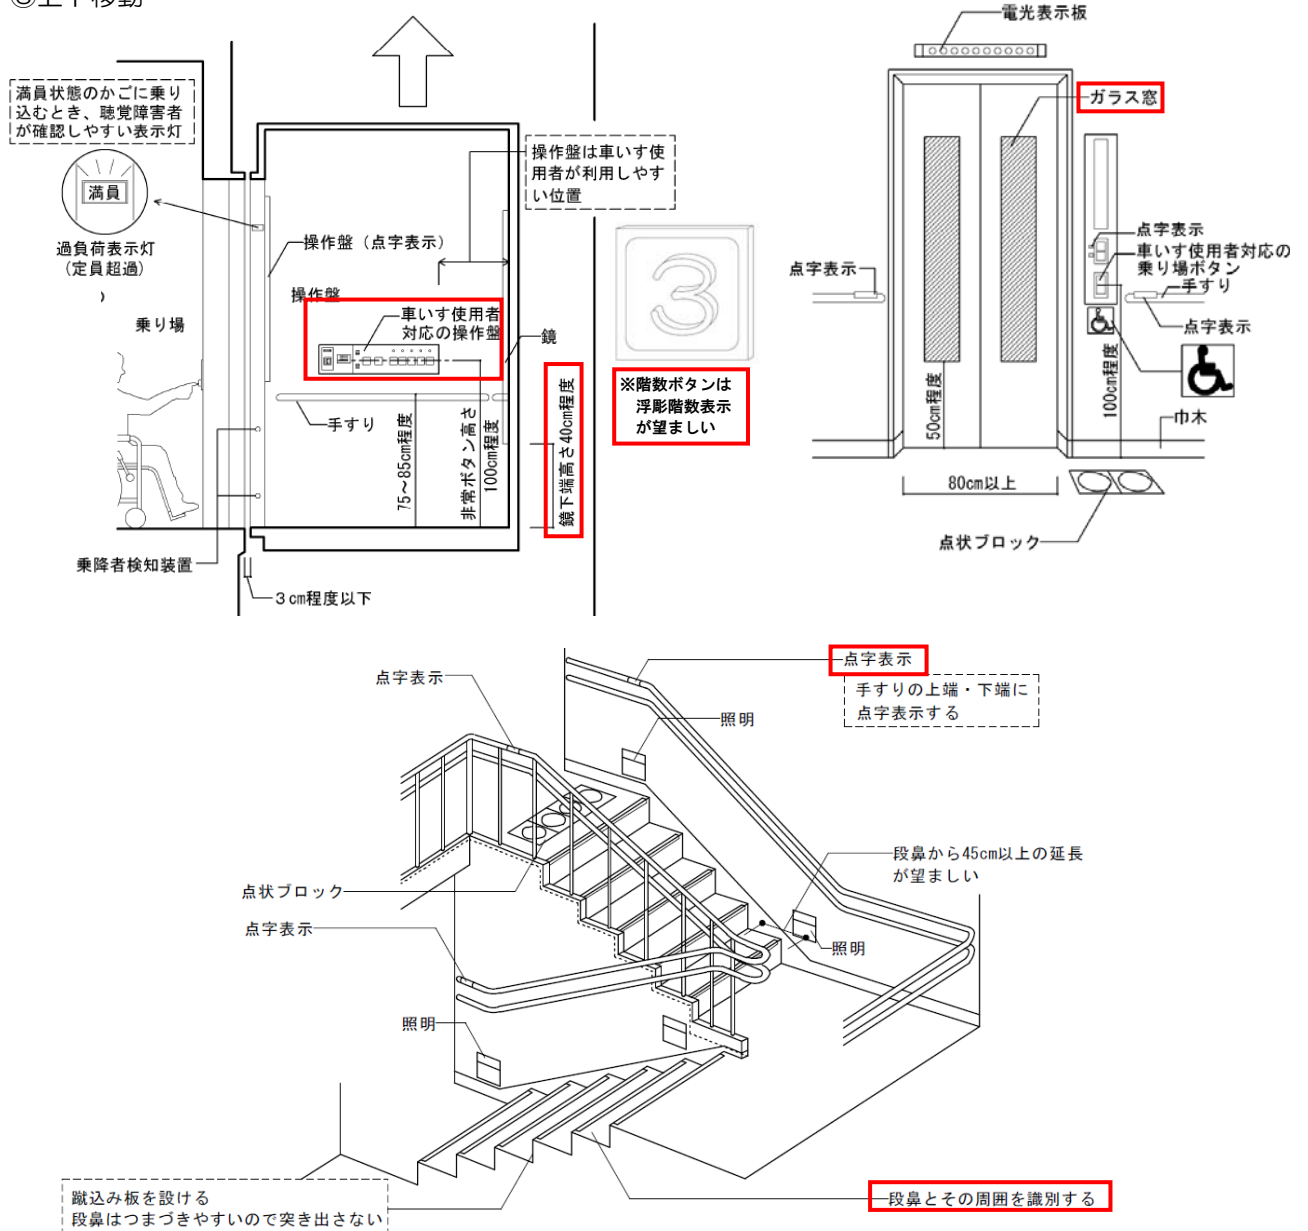 上下移動
満員状態のかごに乗り
込むとき、聴覚障害者
が確認しやすい表示灯
満員
過負荷表示灯
(定員超過)
乗り場
操作盤は車いす使
用者が利用しやす
い位置
操作盤（点字表示）
操作盤
車いす使用者
対応の操作盤
鏡
手すり
75～85cm程度
非常ボタン高さ
100cm程度
鏡下端高さ40cm程度
乗降者検知装置
3cm程度以下
3
※階数ボタンは
浮彫階数表示
が望ましい
電光表示板
ガラス窓
点字表示
点字表示
車いす使用者対応の
乗り場ボタン
手すり
点字表示
50cm程度
100cm程度
巾木
80cm以上
点状ブロック
点字表示
点字表示
手すりの上端・下端に
点字表示する
照明
段鼻から45cm以上の延長
が望ましい
点状ブロック
点字表示
照明
照明
蹴込み板を設ける
段鼻はつまづきやすいので突き出さない
段鼻とその周囲を識別する